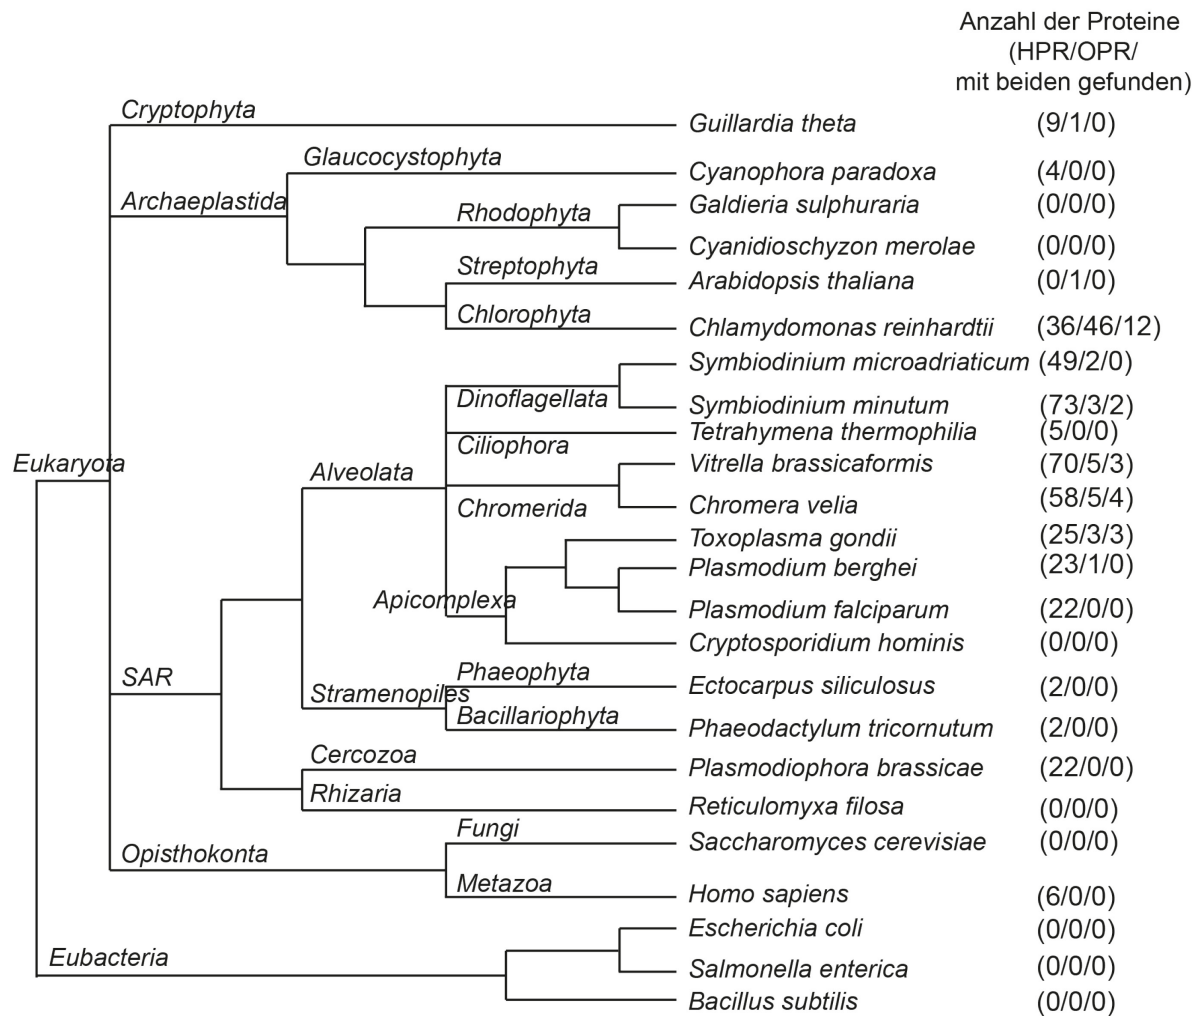 Anzahl der Proteine
(HPR/OPR/
mit beiden gefunden)
Cryptophyta
Guillardia theta (9/1/0)
Glaucocystophyta
Cyanophora paradoxa (4/0/0)
Archaeplastida
Rhodophyta
Galdieria sulphuraria (0/0/0)
Cyanidioschyzon merolae (0/0/0)
Streptophyta
Arabidopsis thaliana (0/1/0)
Chlorophyta
Chlamydomonas reinhardtii (36/46/12)
Symbiodinium microadriaticum (49/2/0)
Dinoflagellata
Symbiodinium minutum (73/3/2)
Tetrahymena thermophilia (5/0/0)
Ciliophora
Eukaryota
Alveolata
Vitrella brassicaformis (70/5/3)
Chromerida
Chromera velia (58/5/4)
Toxoplasma gondii (25/3/3)
Plasmodium berghei (23/1/0)
Apicomplexa
Plasmodium falciparum (22/0/0)
Cryptosporidium hominis (0/0/0)
SAR
Phaeophyta
Ectocarpus siliculosus (2/0/0)
Stramenopiles
Bacillariophyta
Phaeodactylum tricornutum (2/0/0)
Cercozoa
Plasmodiophora brassicae (22/0/0)
Rhizaria
Reticulomyxa filosa (0/0/0)
Fungi
Saccharomyces cerevisiae (0/0/0)
Opisthokonta
Metazoa
Homo sapiens (6/0/0)
Escherichia coli (0/0/0)
Eubacteria
Salmonella enterica (0/0/0)
Bacillus subtilis (0/0/0)